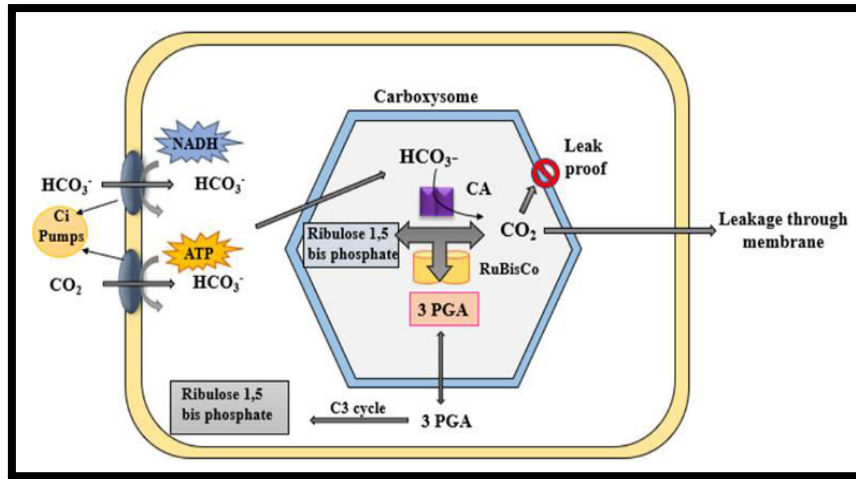 Carboxysome
NADH
HCO₃⁻
HCO₃⁻
Ci
Pumps
ATP
CO₂
HCO₃⁻
HCO₃₋
CA
Leak
proof
CO₂
Leakage through
membrane
Ribulose 1,5
bis phosphate
RuBisCo
3 PGA
Ribulose 1,5
bis phosphate
C3 cycle
3 PGA